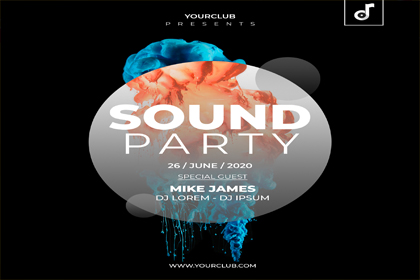 YOURCLUB
PRESENTS
SOUND
PARTY
26 / JUNE / 2020
SPECIAL GUEST
MIKE JAMES
DJ LOREM - DJ IPSUM
WWW.YOURCLUB.COM